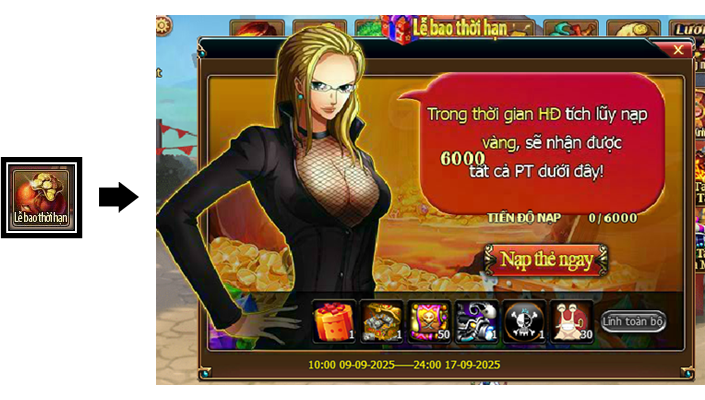 Lễ bao thời hạn
Lễ bao thời hạn
Trong thời gian HĐ tích lũy nạp
vàng, sẽ nhận được
6000
tất cả PT dưới đây!
TIẾN ĐỘ NẠP 0/6000
Nạp thẻ ngay
1 1 50 1 1 30
Lĩnh toàn bộ
10:00 09-09-2025——24:00 17-09-2025